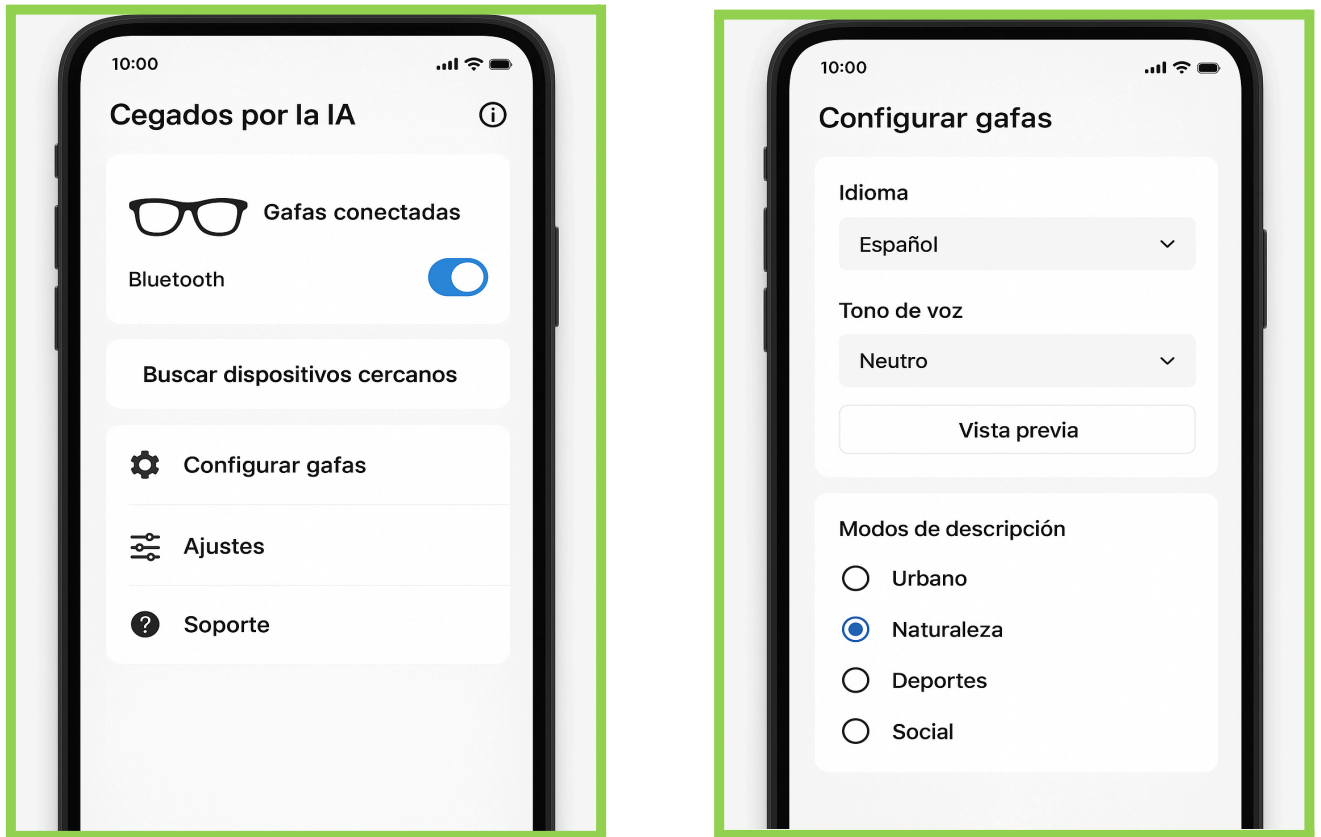 10:00
Cegados por la IA
Gafas conectadas
Bluetooth
Buscar dispositivos cercanos
Configurar gafas
Ajustes
? Soporte
10:00
Configurar gafas
Idioma
Español
Tono de voz
Neutro
Vista previa
Modos de descripción
Urbano
Naturaleza
Deportes
Social